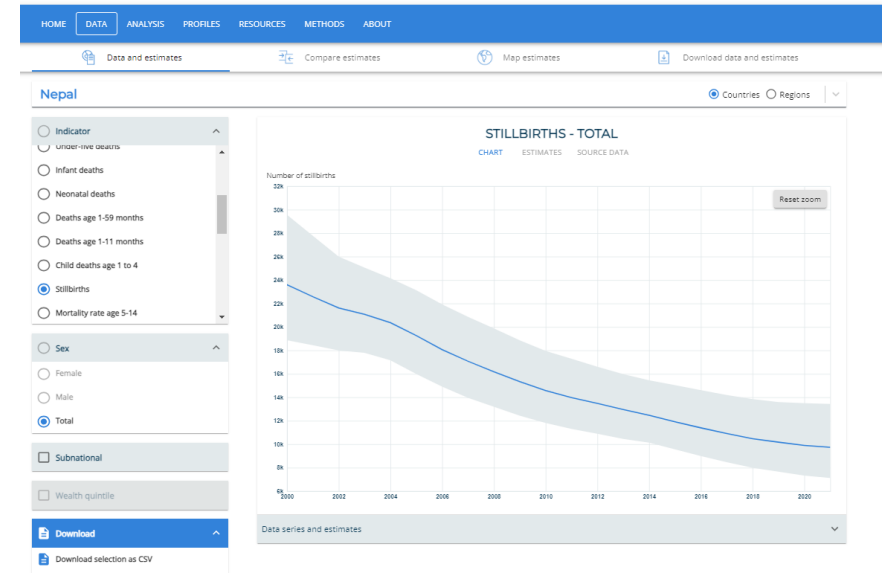 HOME DATA ANALYSIS PROFILES RESOURCES METHODS ABOUT
Data and estimates Compare estimates Map estimates Download data and estimates
Nepal Countries Regions
Indicator
Under-five deaths
Infant deaths
Neonatal deaths
Deaths age 1-59 months
Deaths age 1-11 months
Child deaths age 1 to 4
Stillbirths
Mortality rate age 5-14
Sex
Female
Male
Total
Subnational
Wealth quintile
Download
Download selection as CSV
STILLBIRTHS - TOTAL
CHART ESTIMATES SOURCE DATA
Number of stillbirths
Reset zoom
32k
30k
28k
26k
24k
22k
20k
18k
16k
14k
12k
10k
8k
6k
2000 2002 2004 2006 2008 2010 2012 2014 2016 2018 2020
Data series and estimates